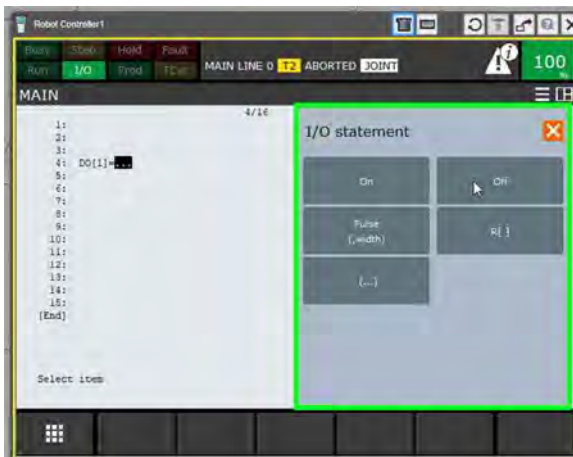 Robot Controller1
Busy Step Hold Fault
Run I/O Prod TCyc
MAIN LINE 0 T2 ABORTED JOINT
100
%
MAIN
4/16
1:
2:
3:
4: DO[1]=...
5:
6:
7:
8:
9:
10:
11:
12:
13:
14:
15:
[End]
Select item
I/O statement
On
Off
Pulse
(,width)
R[ ]
(...)